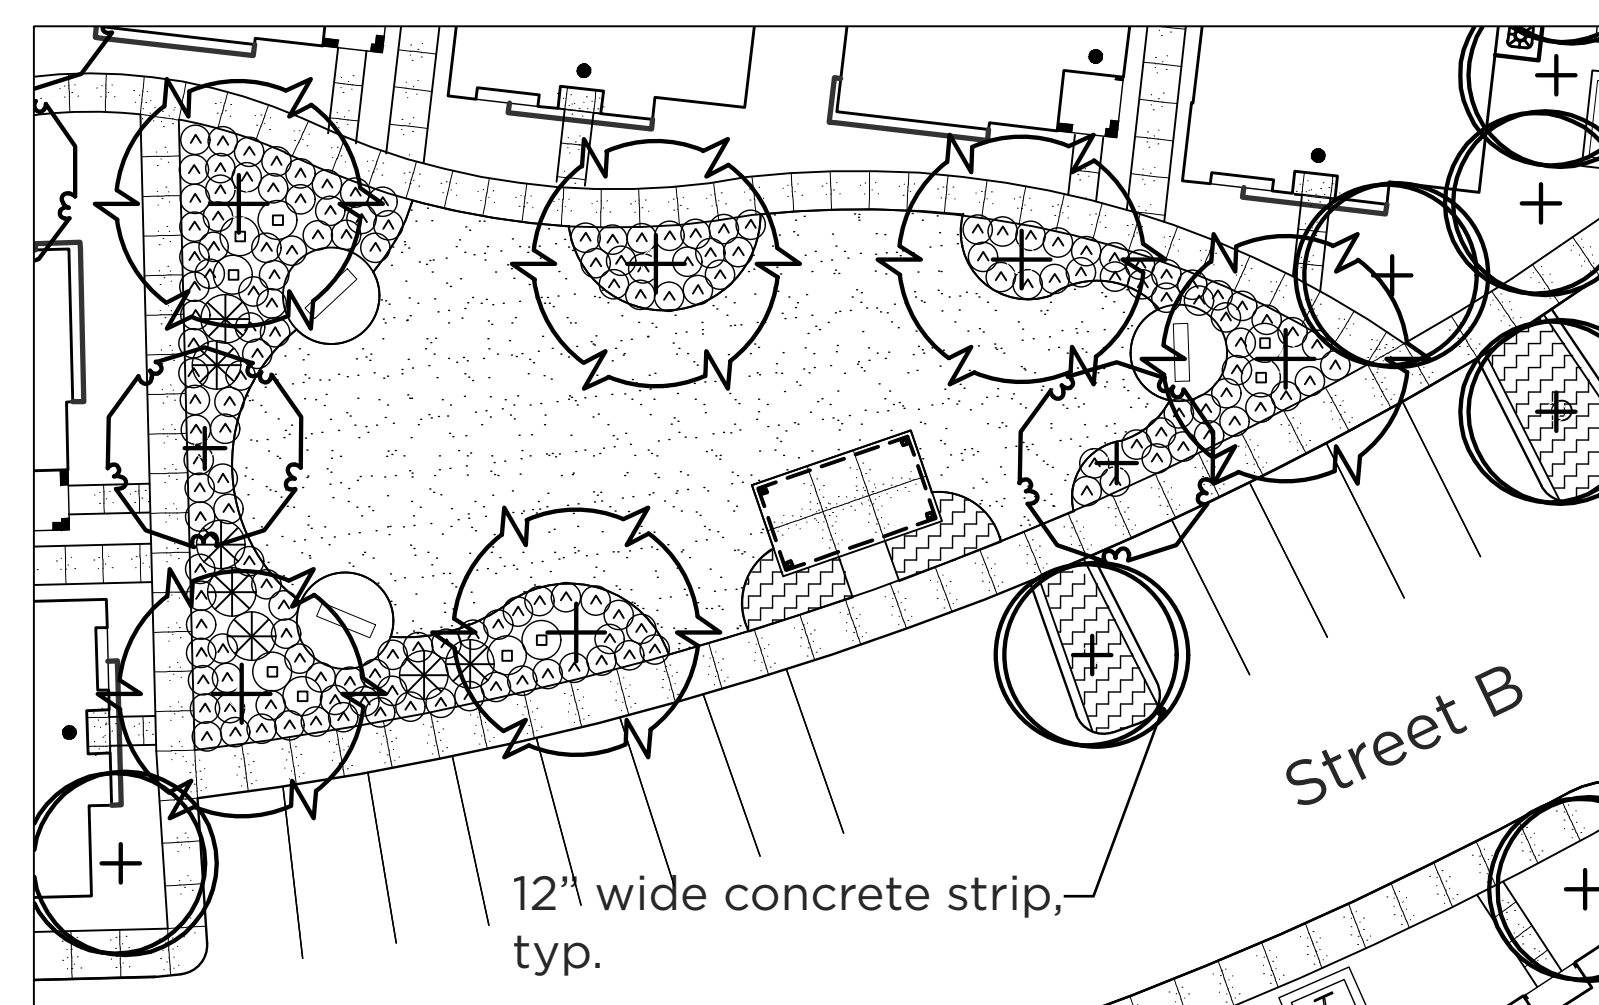 Street B
12” wide concrete strip,
typ.